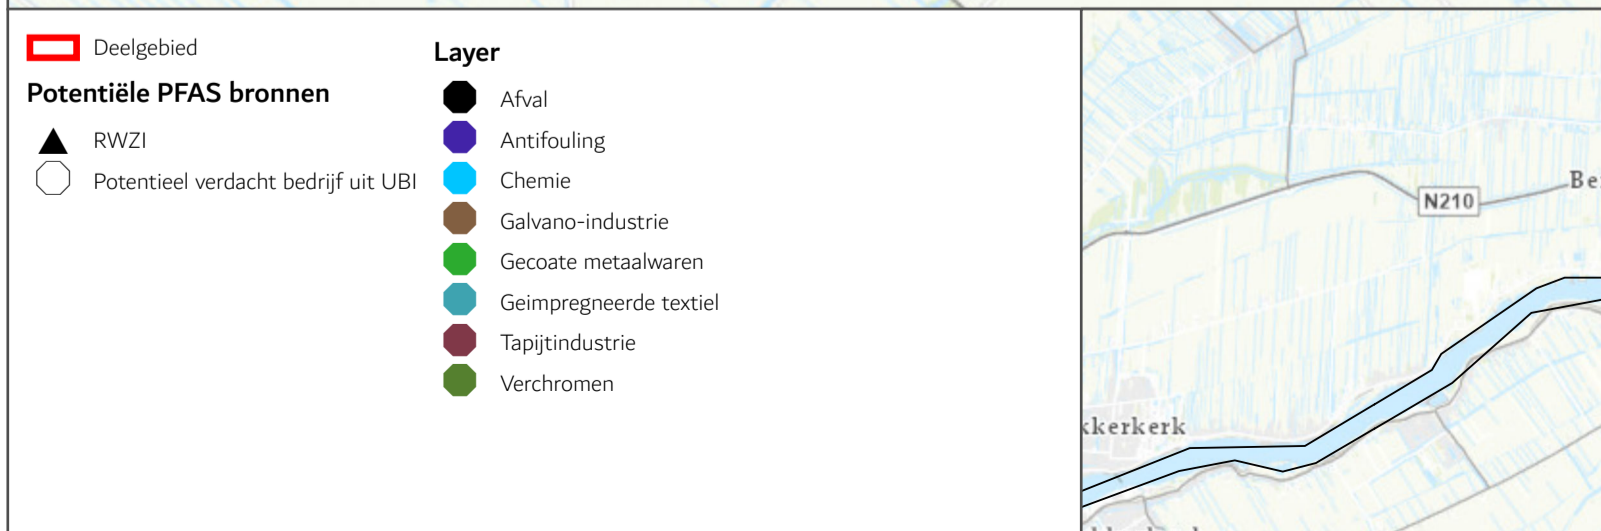 Deelgebied
Potentiële PFAS bronnen
RWZI
Potentieel verdacht bedrijf uit UBI
Layer
Afval
Antifouling
Chemie
Galvano-industrie
Gecoate metaalwaren
Geimpregneerde textiel
Tapijtindustrie
Verchromen
N210
Be
kkerkerk